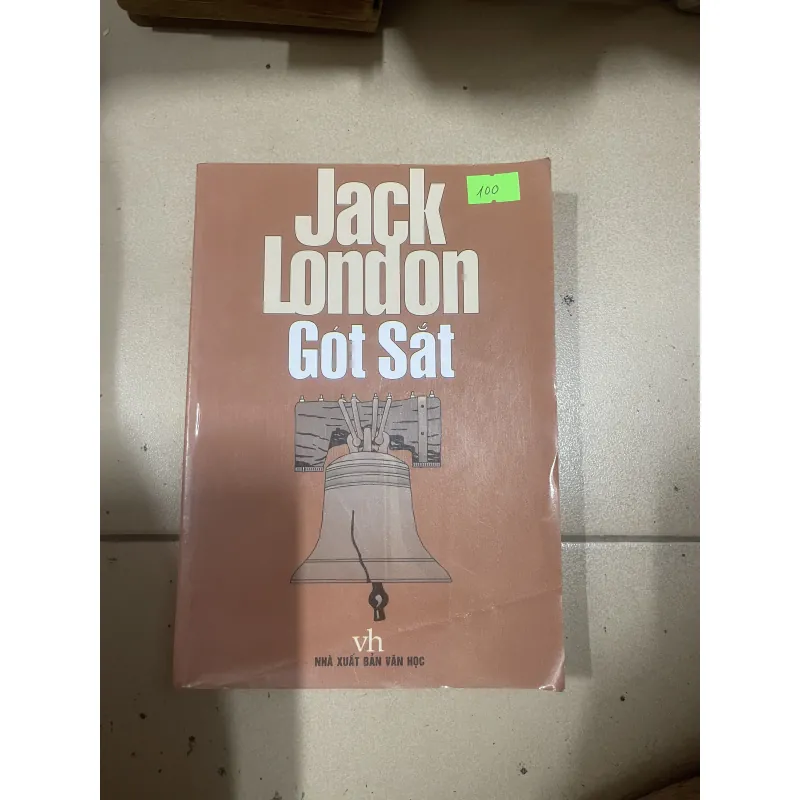 100
Jack
London
Gót Sắt
vh
NHÀ XUẤT BẢN VĂN HỌC